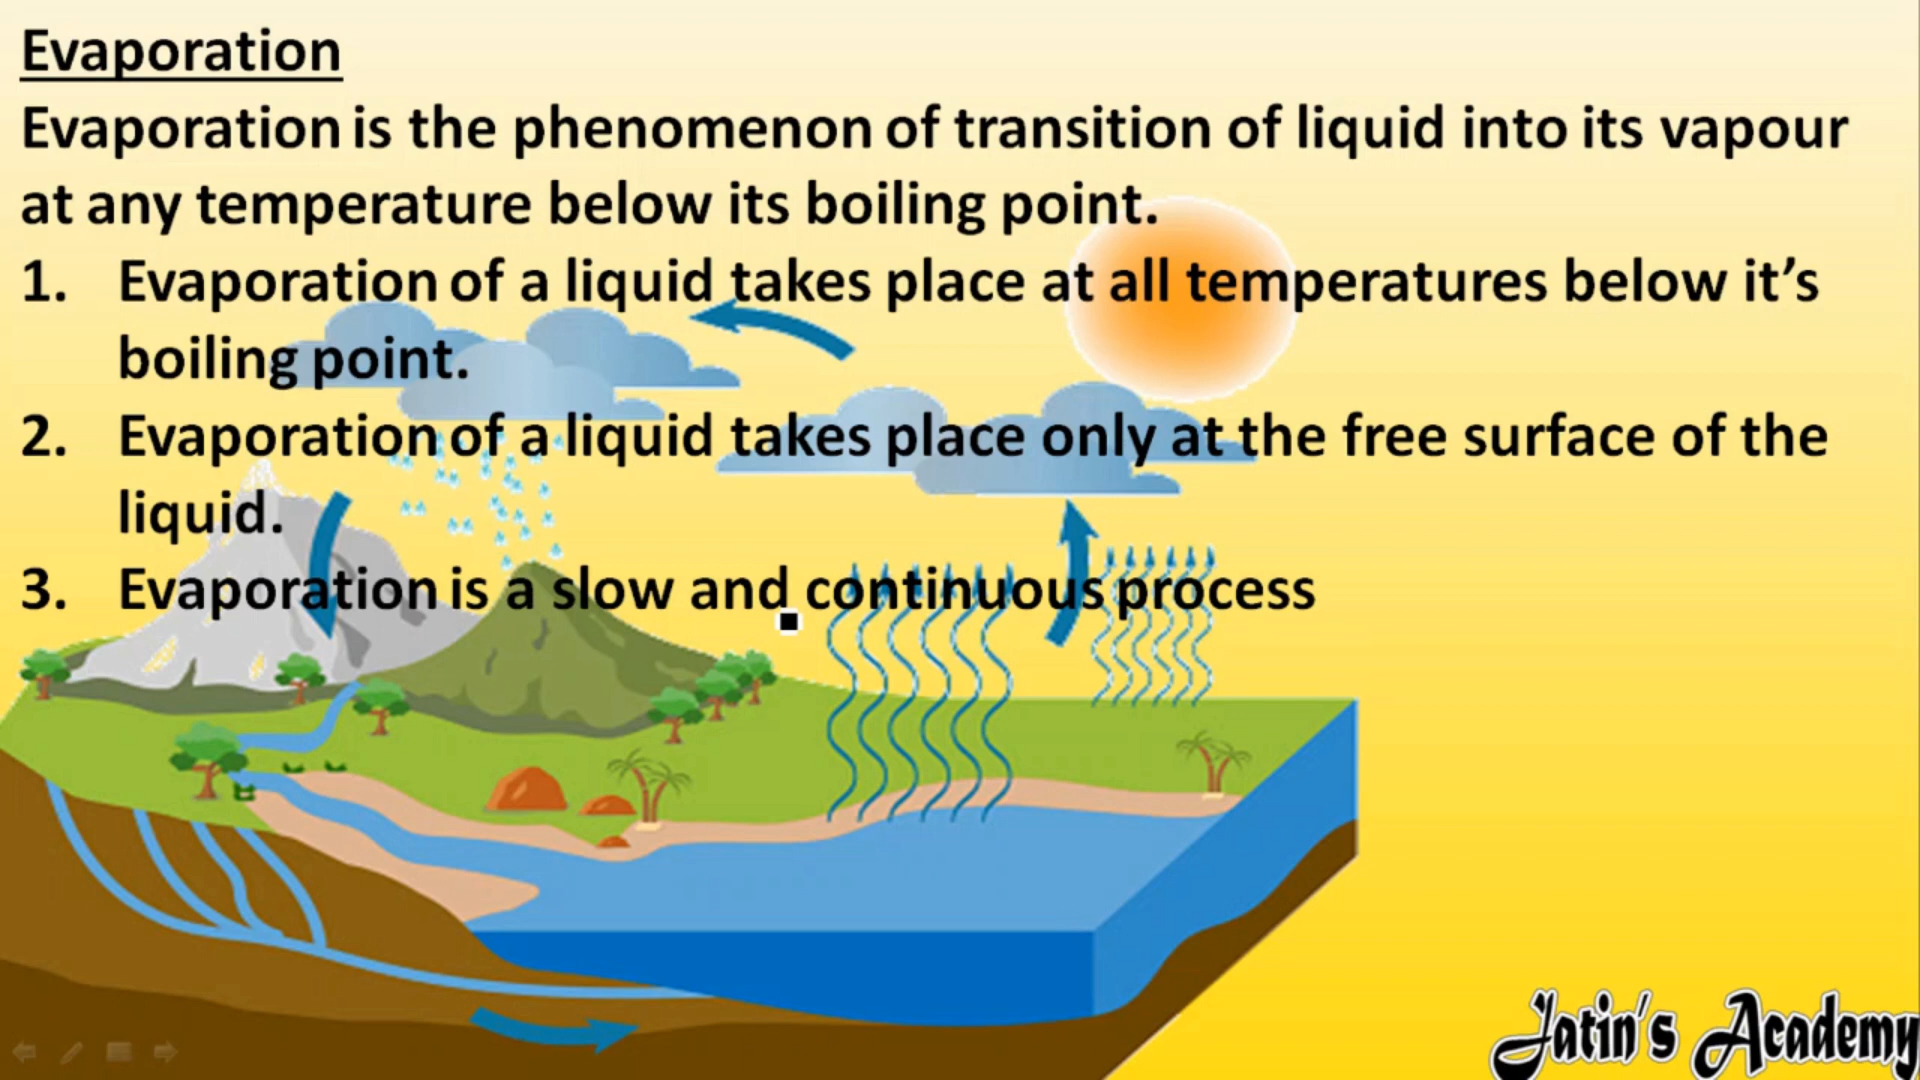 Evaporation
Evaporation is the phenomenon of transition of liquid into its vapour
at any temperature below its boiling point.
1. Evaporation of a liquid takes place at all temperatures below it’s
boiling point.
2. Evaporation of a liquid takes place only at the free surface of the
liquid.
3. Evaporation is a slow and continuous process
Jatin's Academy